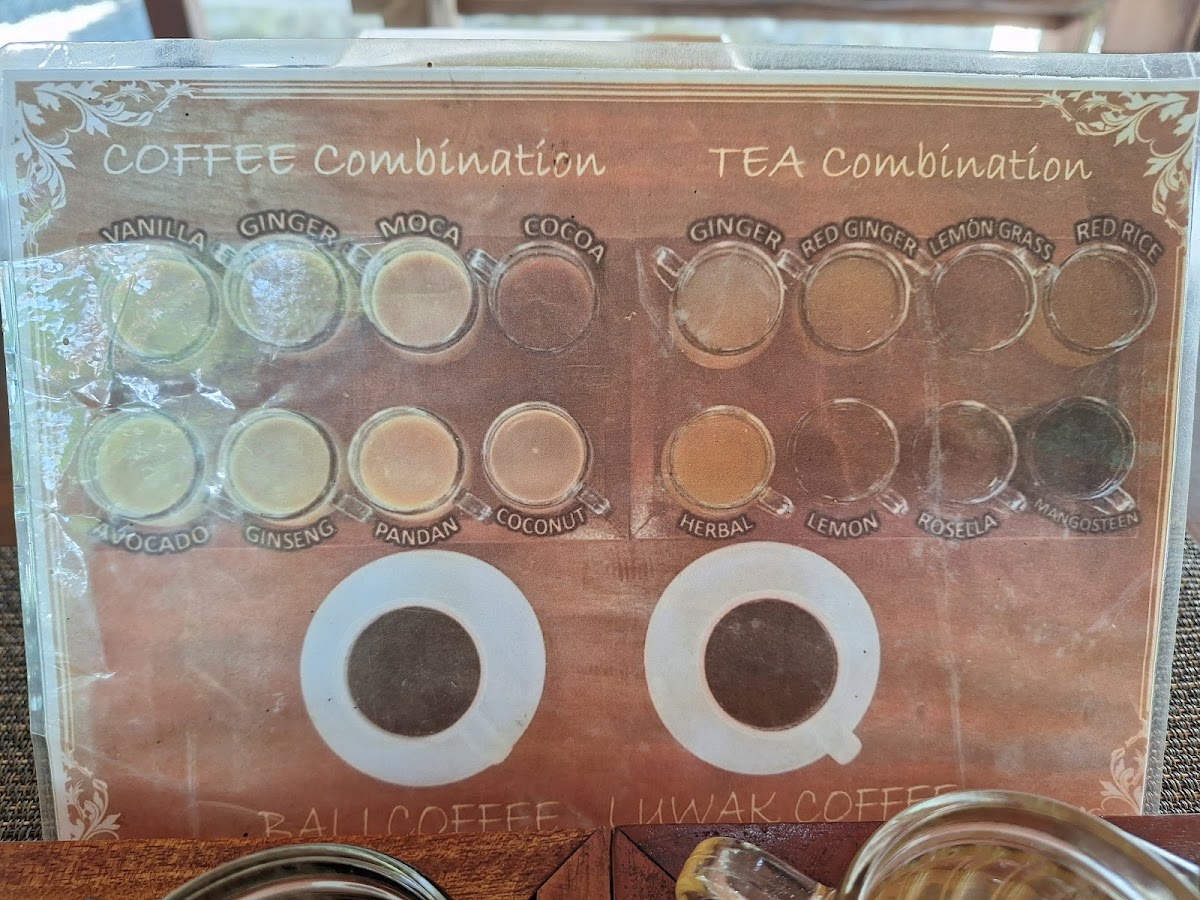 COFFEE Combination
TEA Combination
VANILLA GINGER MOCA COCOA
GINGER RED GINGER LEMON GRASS RED RICE
AVOCADO GINSENG PANDAN COCONUT
HERBAL LEMON ROSELLA MANGOSTEEN
BALI COFFEE
LUWAK COFFEE